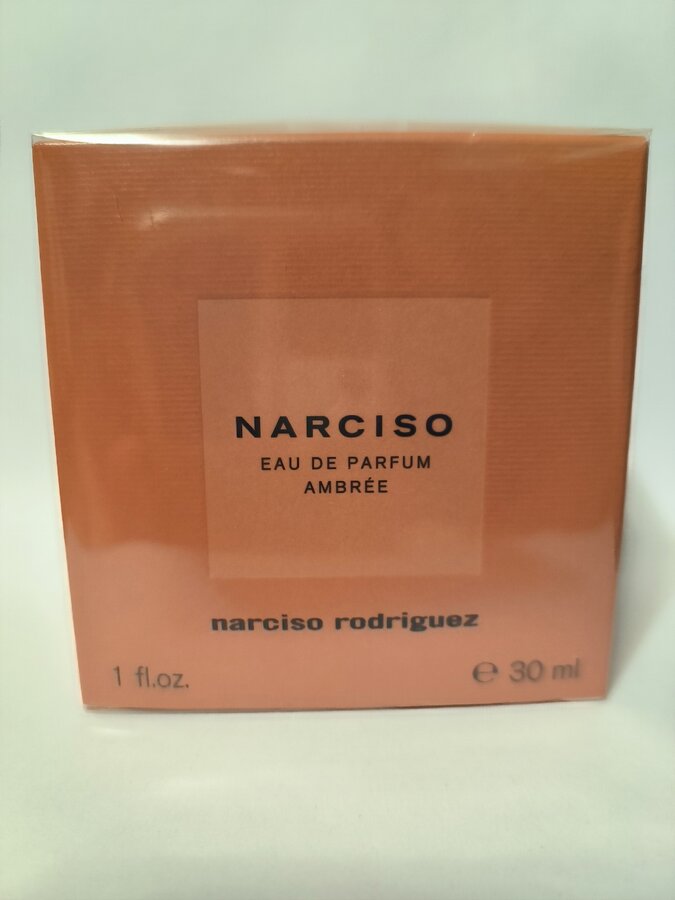 NARCISO
EAU DE PARFUM
AMBRÉE
narciso rodriguez
1 fl.oz. ℮ 30 ml